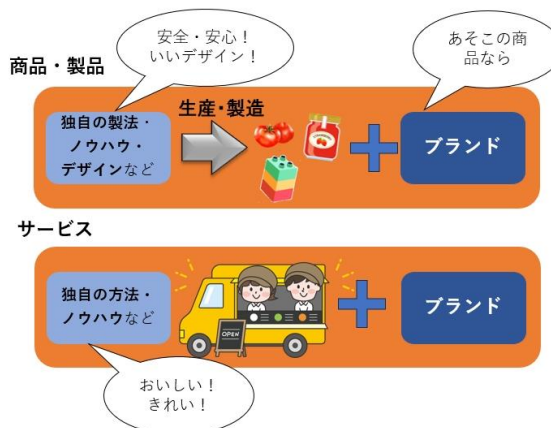 安全・安心！
いいデザイン！
あそこの商
品なら
商品・製品
独自の製法・
ノウハウ・
デザインなど
生産・製造
ブランド
サービス
独自の方法・
ノウハウなど
OPEN
ブランド
おいしい！
きれい！